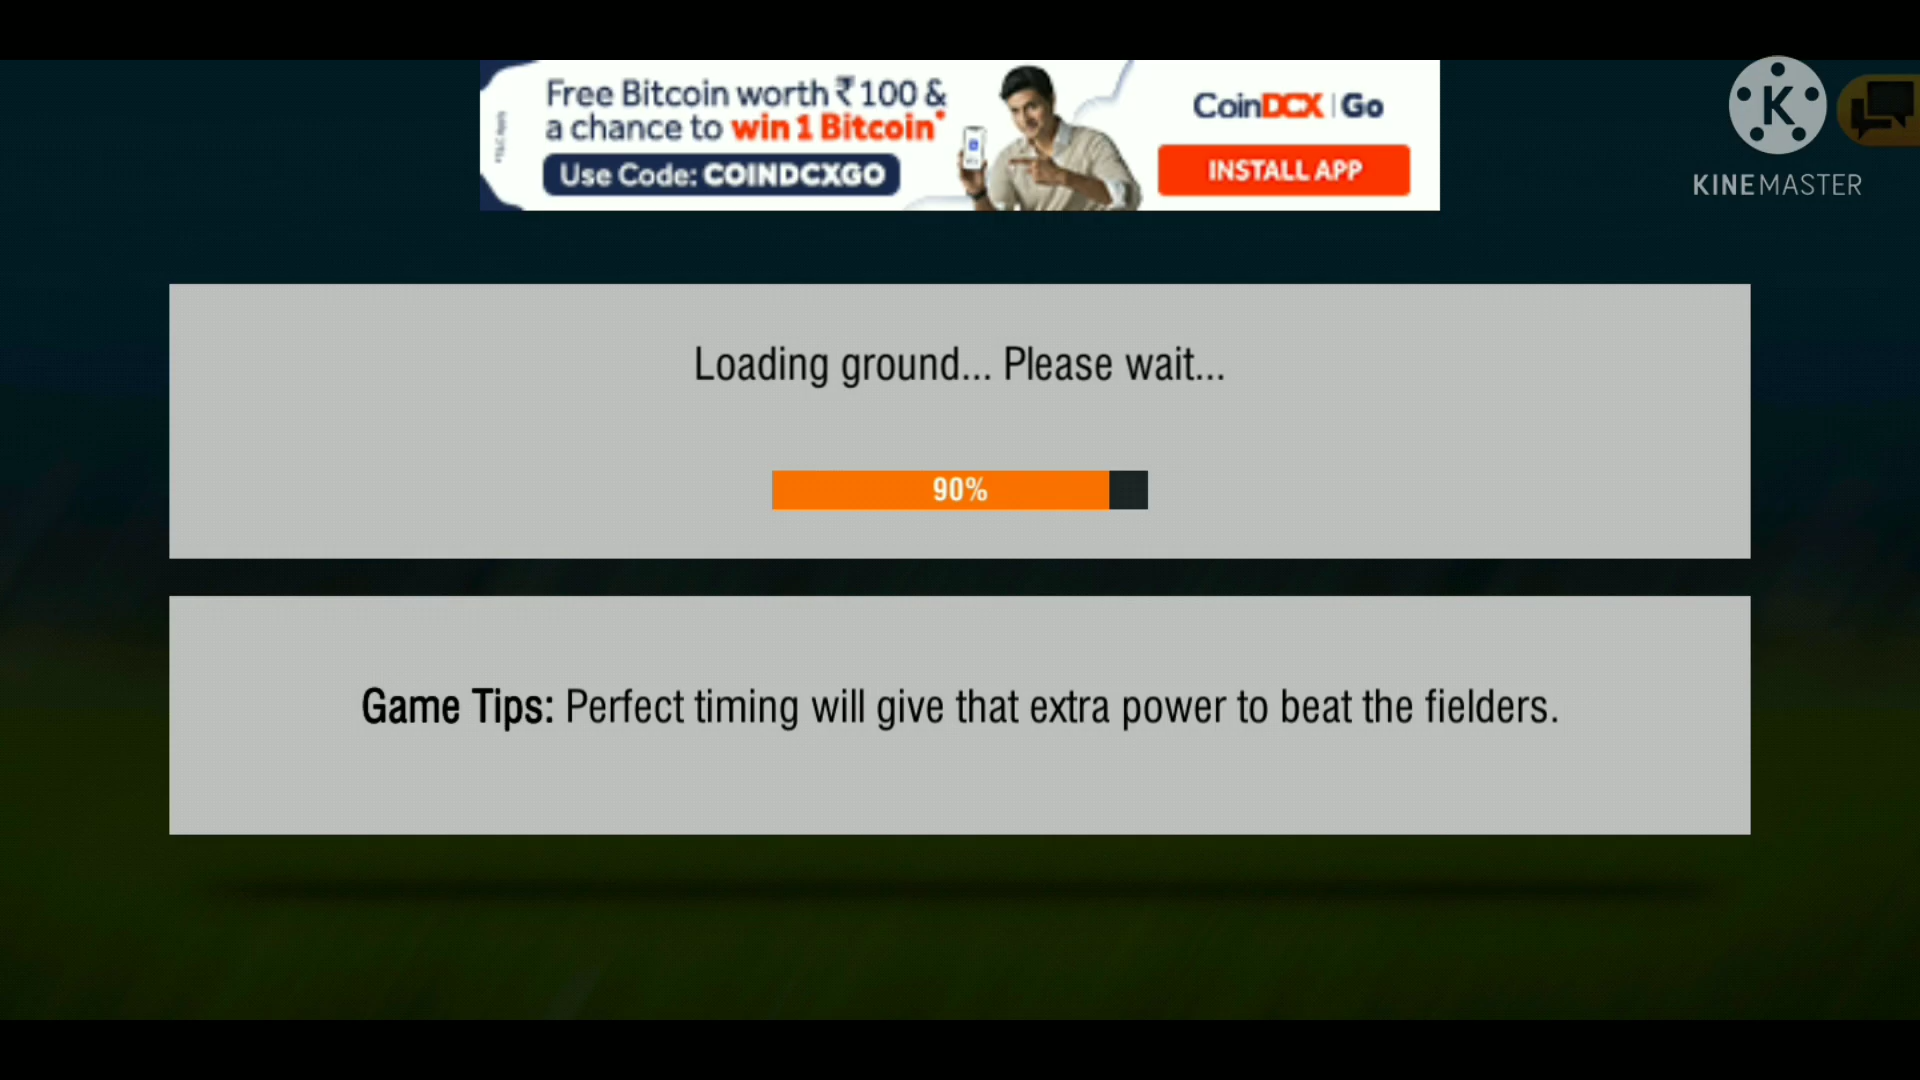 Free Bitcoin worth ₹100 &
a chance to win 1 Bitcoin*
Use Code: COINDCXGO
CoinDCX | Go
INSTALL APP
K
KINEMASTER
Loading ground... Please wait...
90%
Game Tips: Perfect timing will give that extra power to beat the fielders.